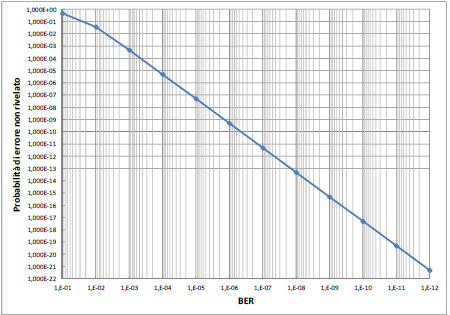 1,000E+00
1,000E-01
1,000E-02
1,000E-03
1,000E-04
1,000E-05
1,000E-06
1,000E-07
1,000E-08
1,000E-09
1,000E-10
1,000E-11
1,000E-12
1,000E-13
1,000E-14
1,000E-15
1,000E-16
1,000E-17
1,000E-18
1,000E-19
1,000E-20
1,000E-21
1,000E-22
Probabilità di errore non rivelato
1,E-01 1,E-02 1,E-03 1,E-04 1,E-05 1,E-06 1,E-07 1,E-08 1,E-09 1,E-10 1,E-11 1,E-12
BER